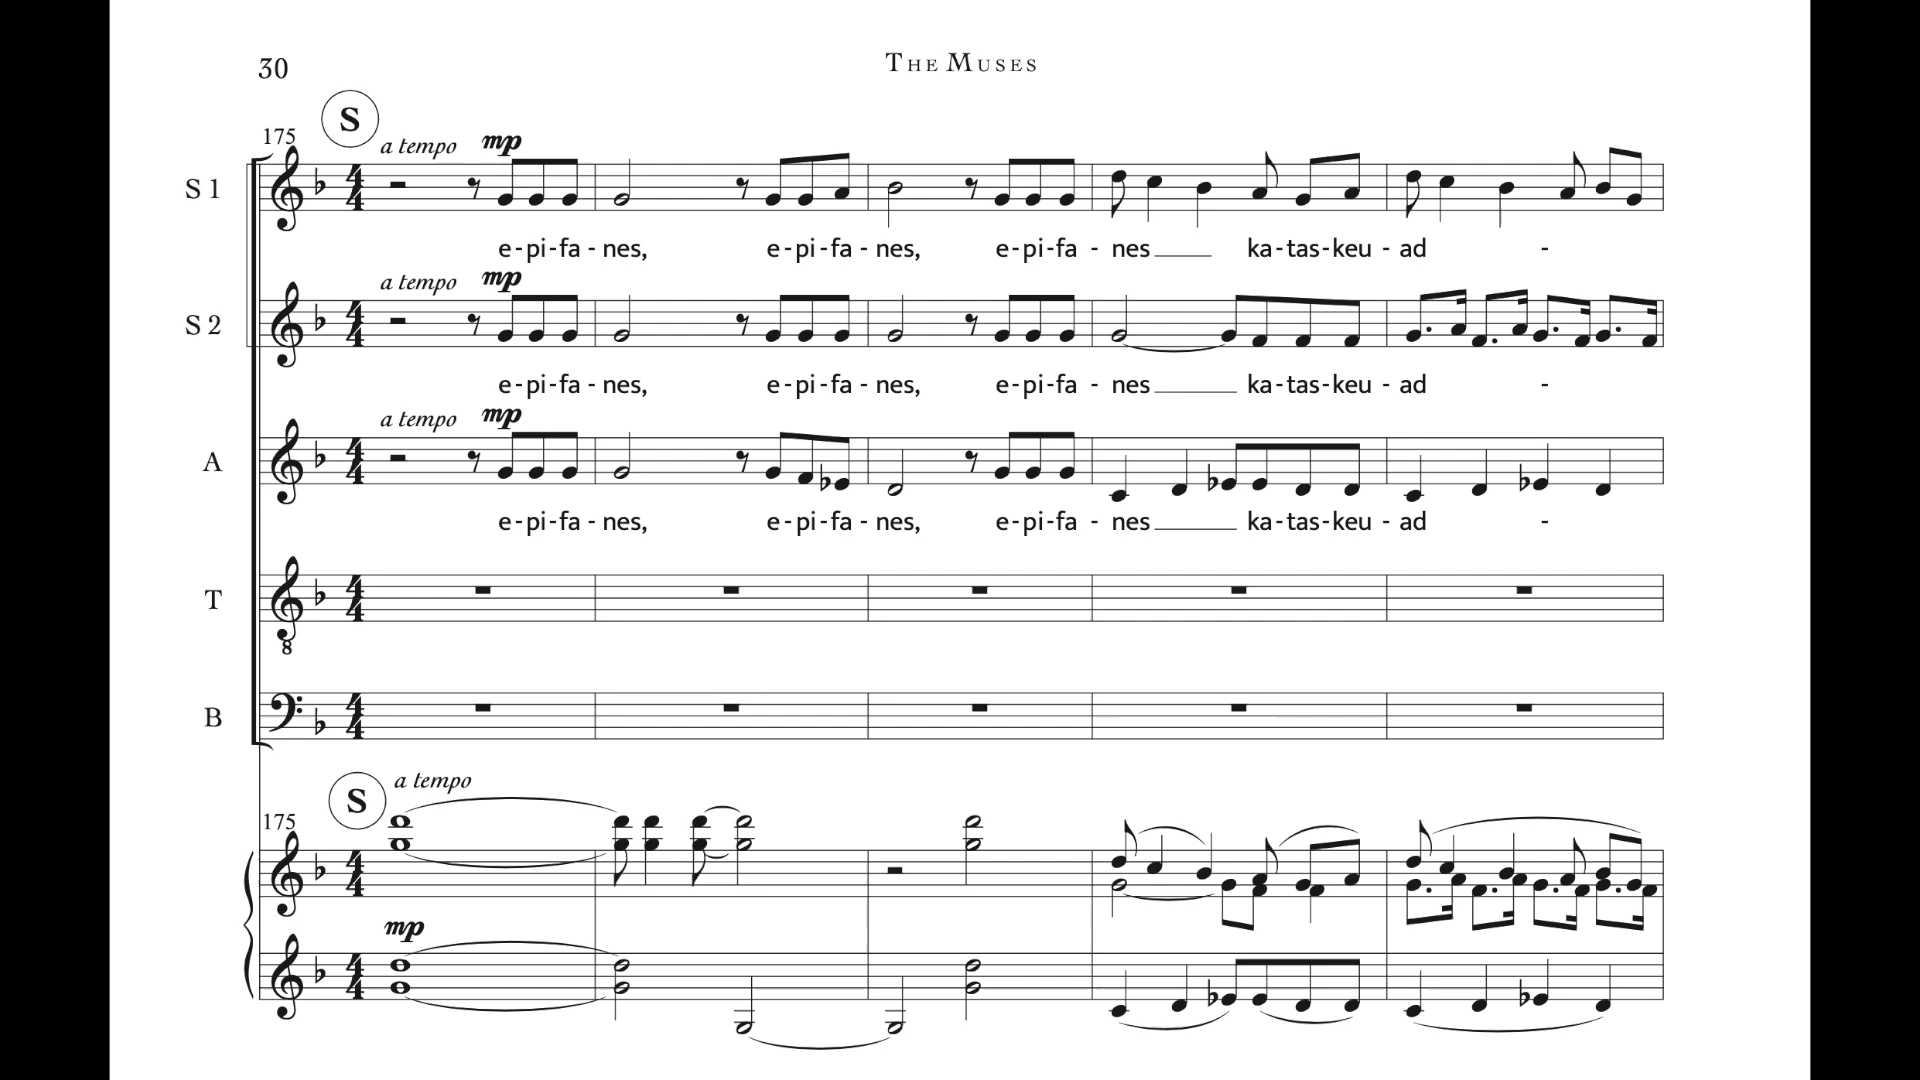 30
THE MUSES
S
175
a tempo mp
S 1
e-pi-fa - nes, e-pi-fa - nes, e-pi-fa - nes ka-tas-keu - ad -
a tempo mp
S 2
e-pi-fa - nes, e-pi-fa - nes, e-pi-fa - nes ka-tas-keu - ad -
a tempo mp
A
e-pi-fa - nes, e-pi-fa - nes, e-pi-fa - nes ka-tas-keu - ad -
T
8
B
S
a tempo
175
mp